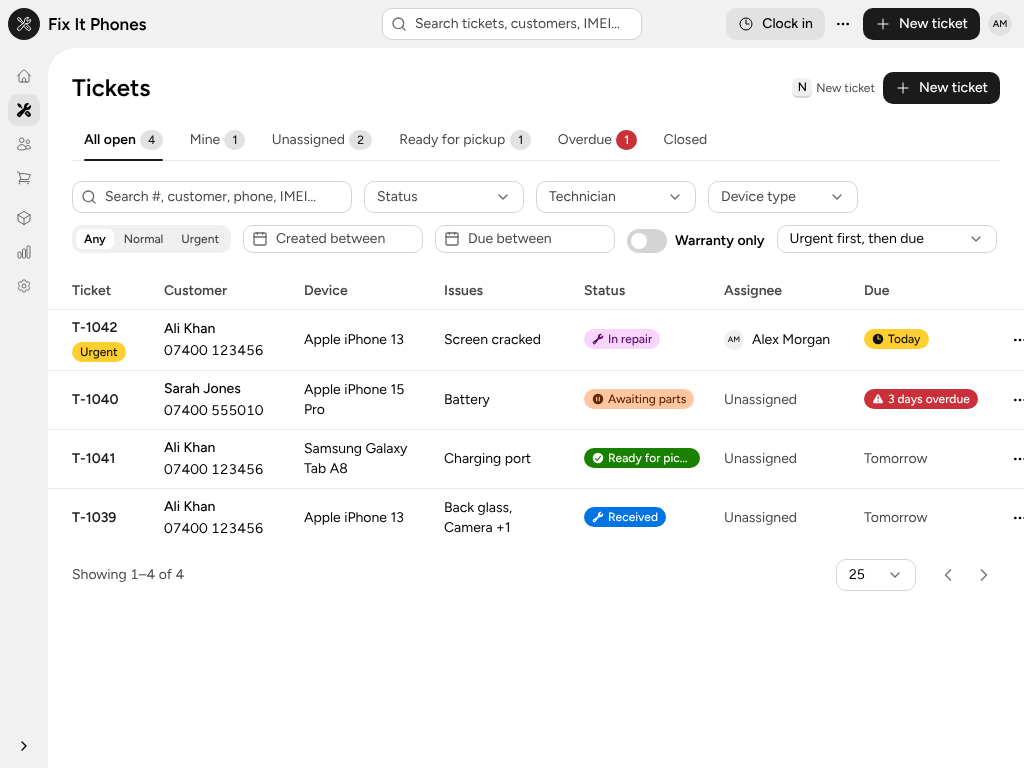 Fix It Phones
Search tickets, customers, IMEI...
Clock in
New ticket
AM
Tickets
N New ticket
New ticket
All open 4
Mine 1
Unassigned 2
Ready for pickup 1
Overdue 1
Closed
Search #, customer, phone, IMEI...
Status
Technician
Device type
Any
Normal
Urgent
Created between
Due between
Warranty only
Urgent first, then due
Ticket Customer Device Issues Status Assignee Due
T-1042
Urgent
Ali Khan
07400 123456
Apple iPhone 13
Screen cracked
In repair
AM Alex Morgan
Today
T-1040
Sarah Jones
07400 555010
Apple iPhone 15
Pro
Battery
Awaiting parts
Unassigned
3 days overdue
T-1041
Ali Khan
07400 123456
Samsung Galaxy
Tab A8
Charging port
Ready for pic...
Unassigned
Tomorrow
T-1039
Ali Khan
07400 123456
Apple iPhone 13
Back glass,
Camera +1
Received
Unassigned
Tomorrow
Showing 1–4 of 4
25